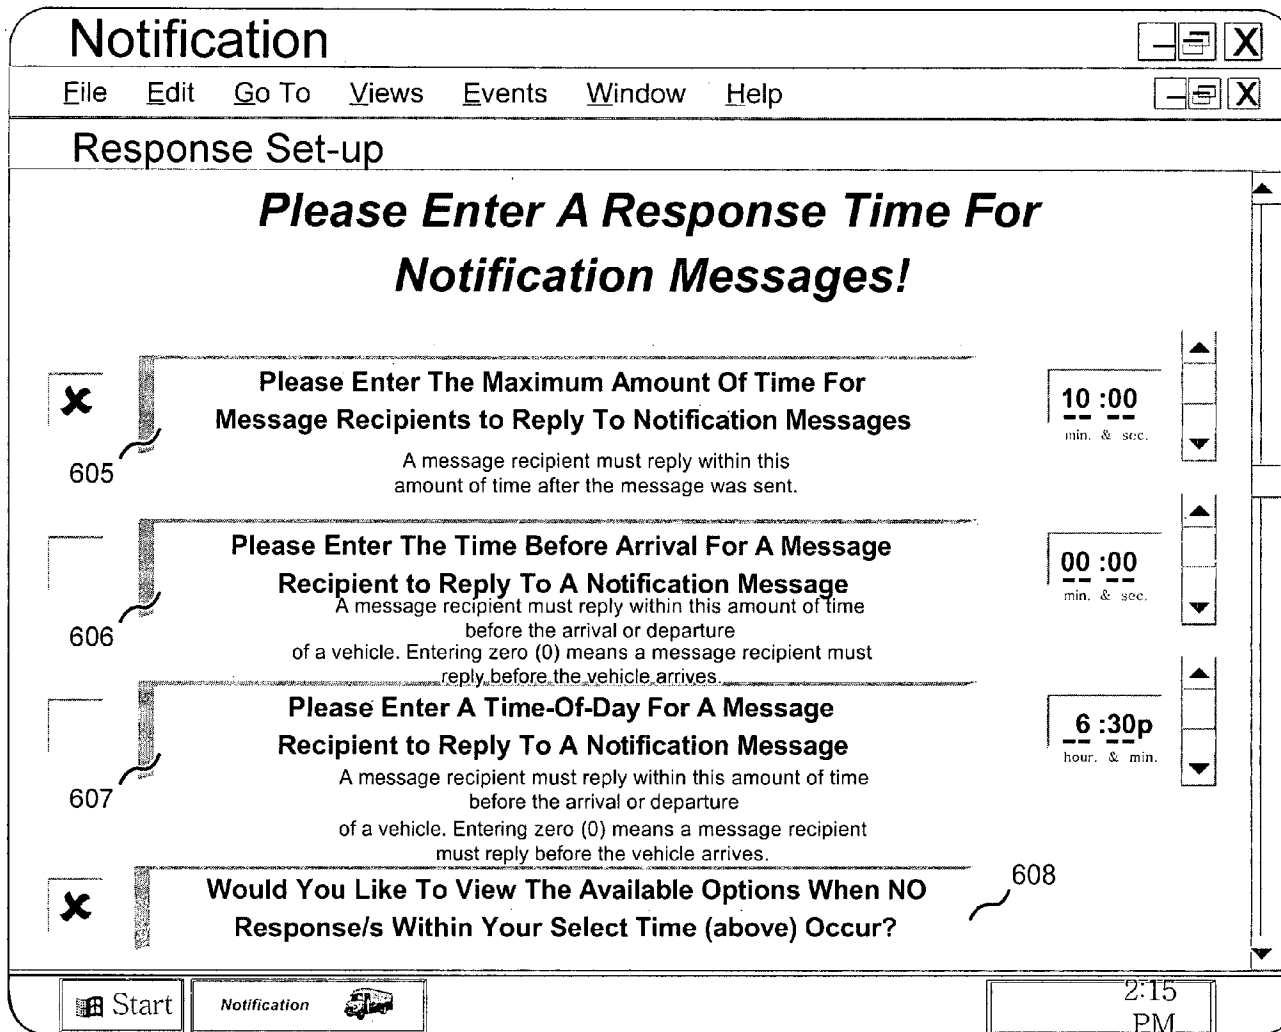 Notification
File Edit Go To Views Events Window Help
Response Set-up
Please Enter A Response Time For
Notification Messages!
Please Enter The Maximum Amount Of Time For
Message Recipients to Reply To Notification Messages
A message recipient must reply within this
amount of time after the message was sent.
10 :00
min. & sec.
605
Please Enter The Time Before Arrival For A Message
Recipient to Reply To A Notification Message
A message recipient must reply within this amount of time
before the arrival or departure
of a vehicle. Entering zero (0) means a message recipient must
reply before the vehicle arrives.
00 :00
min. & sec.
606
Please Enter A Time-Of-Day For A Message
Recipient to Reply To A Notification Message
A message recipient must reply within this amount of time
before the arrival or departure
of a vehicle. Entering zero (0) means a message recipient
must reply before the vehicle arrives.
6 :30p
hour. & min.
607
Would You Like To View The Available Options When NO
Response/s Within Your Select Time (above) Occur?
608
Start Notification 2:15
PM